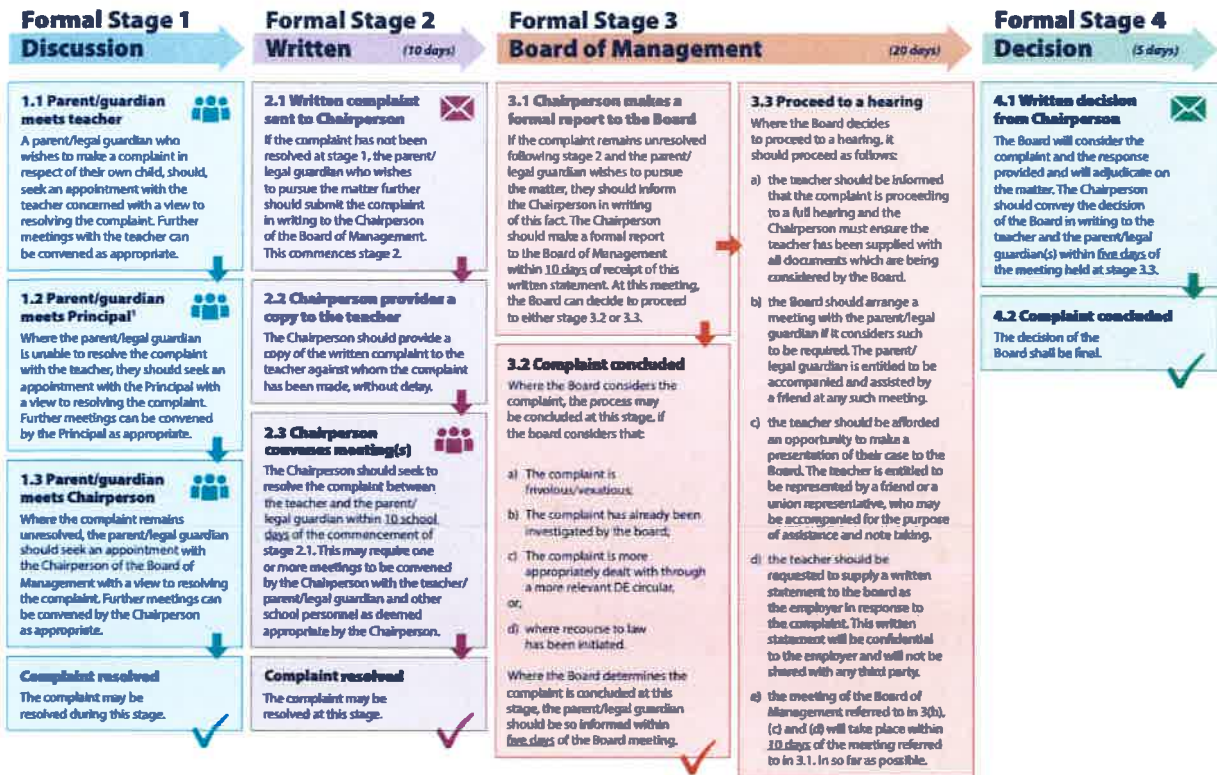 Formal Stage 1
Discussion
1.1 Parent/guardian
meets teacher
A parent/legal guardian who
wishes to make a complaint in
respect of their own child, should,
seek an appointment with the
teacher concerned with a view to
resolving the complaint. Further
meetings with the teacher can
be convened as appropriate.
1.2 Parent/guardian
meets Principal¹
Where the parent/legal guardian
is unable to resolve the complaint
with the teacher, they should seek an
appointment with the Principal with
a view to resolving the complaint.
Further meetings can be convened
by the Principal as appropriate.
1.3 Parent/guardian
meets Chairperson
Where the complaint remains
unresolved, the parent/legal guardian
should seek an appointment with
the Chairperson of the Board of
Management with a view to resolving
the complaint. Further meetings can
be convened by the Chairperson
as appropriate.
Complaint resolved
The complaint may be
resolved during this stage.
Formal Stage 2
Written (10 days)
2.1 Written complaint
sent to Chairperson
If the complaint has not been
resolved at stage 1, the parent/
legal guardian who wishes
to pursue the matter further
should submit the complaint
in writing to the Chairperson
of the Board of Management.
This commences stage 2.
2.2 Chairperson provides a
copy to the teacher
The Chairperson should provide a
copy of the written complaint to the
teacher against whom the complaint
has been made, without delay.
2.3 Chairperson
convenes meeting(s)
The Chairperson should seek to
resolve the complaint between
the teacher and the parent/
legal guardian within 10 school
days of the commencement of
stage 2.1. This may require one
or more meetings to be convened
by the Chairperson with the teacher/
parent/legal guardian and other
school personnel as deemed
appropriate by the Chairperson.
Complaint resolved
The complaint may be
resolved at this stage.
Formal Stage 3
Board of Management (20 days)
3.1 Chairperson makes a
formal report to the Board
If the complaint remains unresolved
following stage 2 and the parent/
legal guardian wishes to pursue
the matter, they should inform
the Chairperson in writing
of this fact. The Chairperson
should make a formal report
to the Board of Management
within 10 days of receipt of this
written statement. At this meeting,
the Board can decide to proceed
to either stage 3.2 or 3.3.
3.2 Complaint concluded
Where the Board considers the
complaint, the process may
be concluded at this stage, if
the board considers that:
a) The complaint is
frivolous/vexatious;
b) The complaint has already been
investigated by the board;
c) The complaint is more
appropriately dealt with through
a more relevant DE circular,
or;
d) where recourse to law
has been initiated.
Where the Board determines the
complaint is concluded at this
stage, the parent/legal guardian
should be so informed within
five days of the Board meeting.
3.3 Proceed to a hearing
Where the Board decides
to proceed to a hearing, it
should proceed as follows:
a) the teacher should be informed
that the complaint is proceeding
to a full hearing and the
Chairperson must ensure the
teacher has been supplied with
all documents which are being
considered by the Board.
b) the Board should arrange a
meeting with the parent/legal
guardian if it considers such
to be required. The parent/
legal guardian is entitled to be
accompanied and assisted by
a friend at any such meeting.
c) the teacher should be afforded
an opportunity to make a
presentation of their case to the
Board. The teacher is entitled to
be represented by a friend or a
union representative, who may
be accompanied for the purpose
of assistance and note taking.
d) the teacher should be
requested to supply a written
statement to the board as
the employer in response to
the complaint. This written
statement will be confidential
to the employer and will not be
shared with any third party.
e) the meeting of the Board of
Management referred to in 3(b),
(c) and (d) will take place within
10 days of the meeting referred
to in 3.1. In so far as possible.
Formal Stage 4
Decision (5 days)
4.1 Written decision
from Chairperson
The Board will consider the
complaint and the response
provided and will adjudicate on
the matter. The Chairperson
should convey the decision
of the Board in writing to the
teacher and the parent/legal
guardian(s) within five days of
the meeting held at stage 3.3.
4.2 Complaint concluded
The decision of the
Board shall be final.